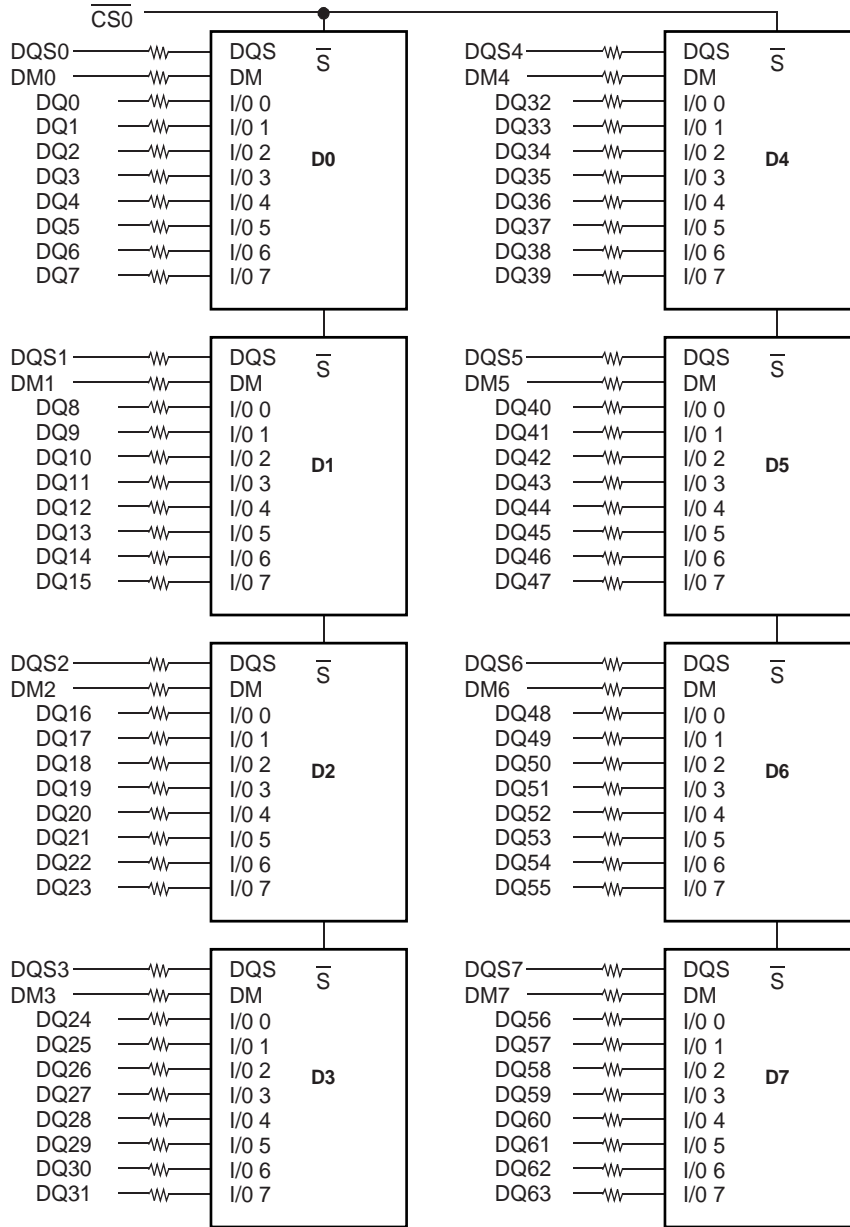 CS0
DQS0 DQS S
DM0 DM
DQ0 I/0 0
DQ1 I/0 1
DQ2 I/0 2
D0
DQ3 I/0 3
DQ4 I/0 4
DQ5 I/0 5
DQ6 I/0 6
DQ7 I/0 7
DQS1 DQS S
DM1 DM
DQ8 I/0 0
DQ9 I/0 1
DQ10 I/0 2
D1
DQ11 I/0 3
DQ12 I/0 4
DQ13 I/0 5
DQ14 I/0 6
DQ15 I/0 7
DQS2 DQS S
DM2 DM
DQ16 I/0 0
DQ17 I/0 1
DQ18 I/0 2
D2
DQ19 I/0 3
DQ20 I/0 4
DQ21 I/0 5
DQ22 I/0 6
DQ23 I/0 7
DQS3 DQS S
DM3 DM
DQ24 I/0 0
DQ25 I/0 1
DQ26 I/0 2
D3
DQ27 I/0 3
DQ28 I/0 4
DQ29 I/0 5
DQ30 I/0 6
DQ31 I/0 7
DQS4 DQS S
DM4 DM
DQ32 I/0 0
DQ33 I/0 1
DQ34 I/0 2
D4
DQ35 I/0 3
DQ36 I/0 4
DQ37 I/0 5
DQ38 I/0 6
DQ39 I/0 7
DQS5 DQS S
DM5 DM
DQ40 I/0 0
DQ41 I/0 1
DQ42 I/0 2
D5
DQ43 I/0 3
DQ44 I/0 4
DQ45 I/0 5
DQ46 I/0 6
DQ47 I/0 7
DQS6 DQS S
DM6 DM
DQ48 I/0 0
DQ49 I/0 1
DQ50 I/0 2
D6
DQ51 I/0 3
DQ52 I/0 4
DQ53 I/0 5
DQ54 I/0 6
DQ55 I/0 7
DQS7 DQS S
DM7 DM
DQ56 I/0 0
DQ57 I/0 1
DQ58 I/0 2
D7
DQ59 I/0 3
DQ60 I/0 4
DQ61 I/0 5
DQ62 I/0 6
DQ63 I/0 7